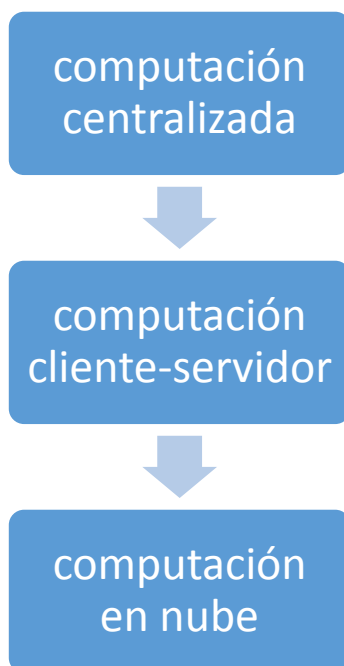 computación
centralizada
computación
cliente-servidor
computación
en nube